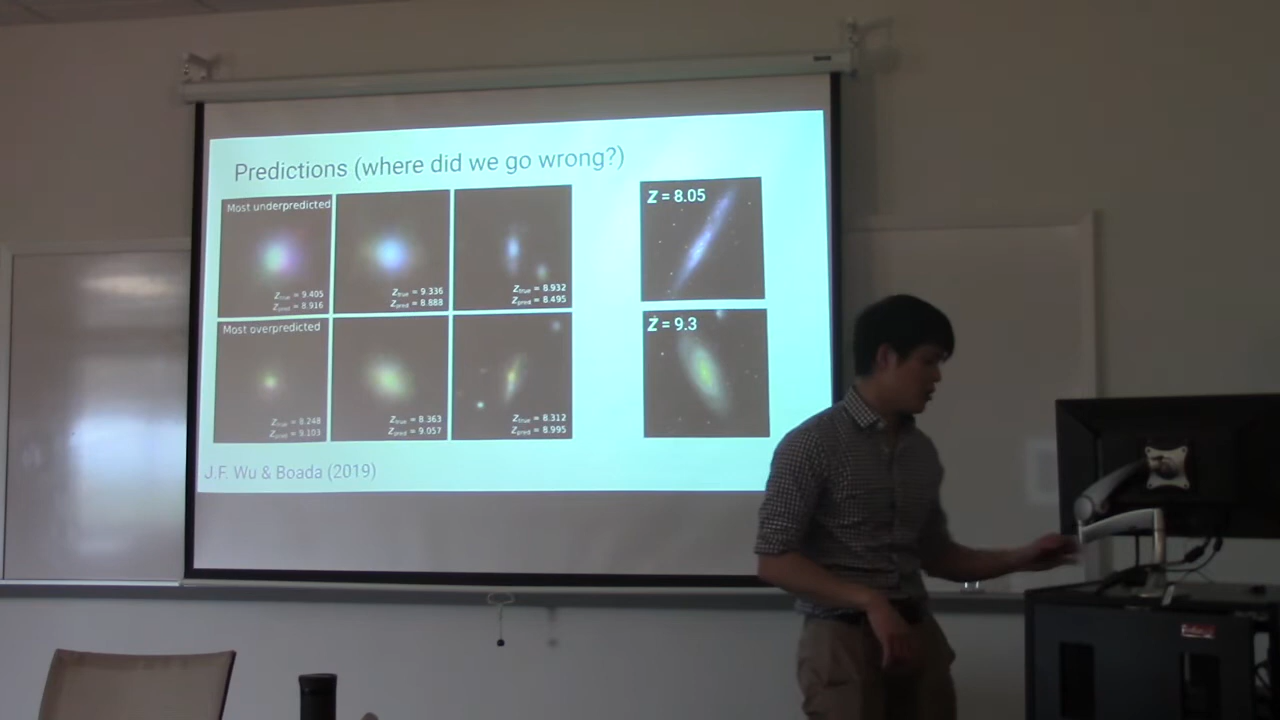 Predictions (where did we go wrong?)
Most underpredicted
Z_true = 9.405
Z_pred = 8.916
Z_true = 9.336
Z_pred = 8.888
Z_true = 8.932
Z_pred = 8.495
Z = 8.05
Most overpredicted
Z_true = 8.248
Z_pred = 9.103
Z_true = 8.363
Z_pred = 9.057
Z_true = 8.312
Z_pred = 8.995
Z = 9.3
J.F. Wu & Boada (2019)